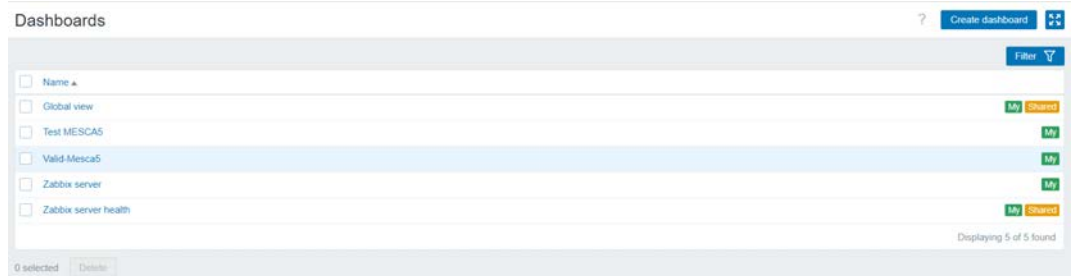 Dashboards ? Create dashboard
Filter
Name ▲
Global view My Shared
Test MESCA5 My
Valid-Mesca5 My
Zabbix server My
Zabbix server health My Shared
Displaying 5 of 5 found
0 selected Delete